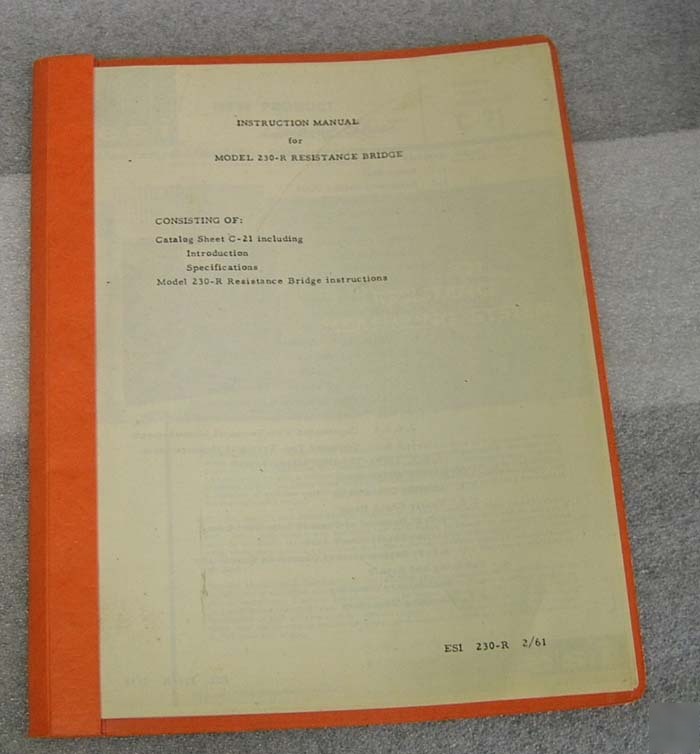 INSTRUCTION MANUAL
for
MODEL 230-R RESISTANCE BRIDGE
CONSISTING OF:
Catalog Sheet C-21 including
Introduction
Specifications
Model 230-R Resistance Bridge instructions
ESI 230-R 2/61